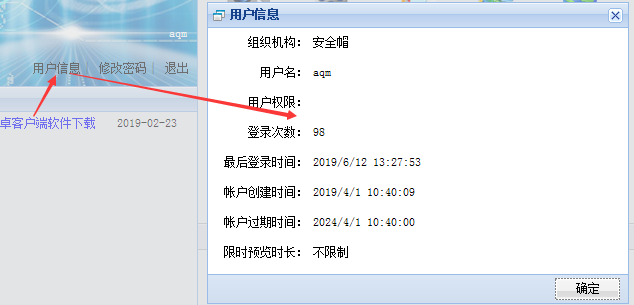 aqm
用户信息 | 修改密码 | 退出
卓客户端软件下载 2019-02-23
用户信息
组织机构: 安全帽
用户名: aqm
用户权限:
登录次数: 98
最后登录时间: 2019/6/12 13:27:53
帐户创建时间: 2019/4/1 10:40:09
帐户过期时间: 2024/4/1 10:40:00
限时预览时长: 不限制
确定